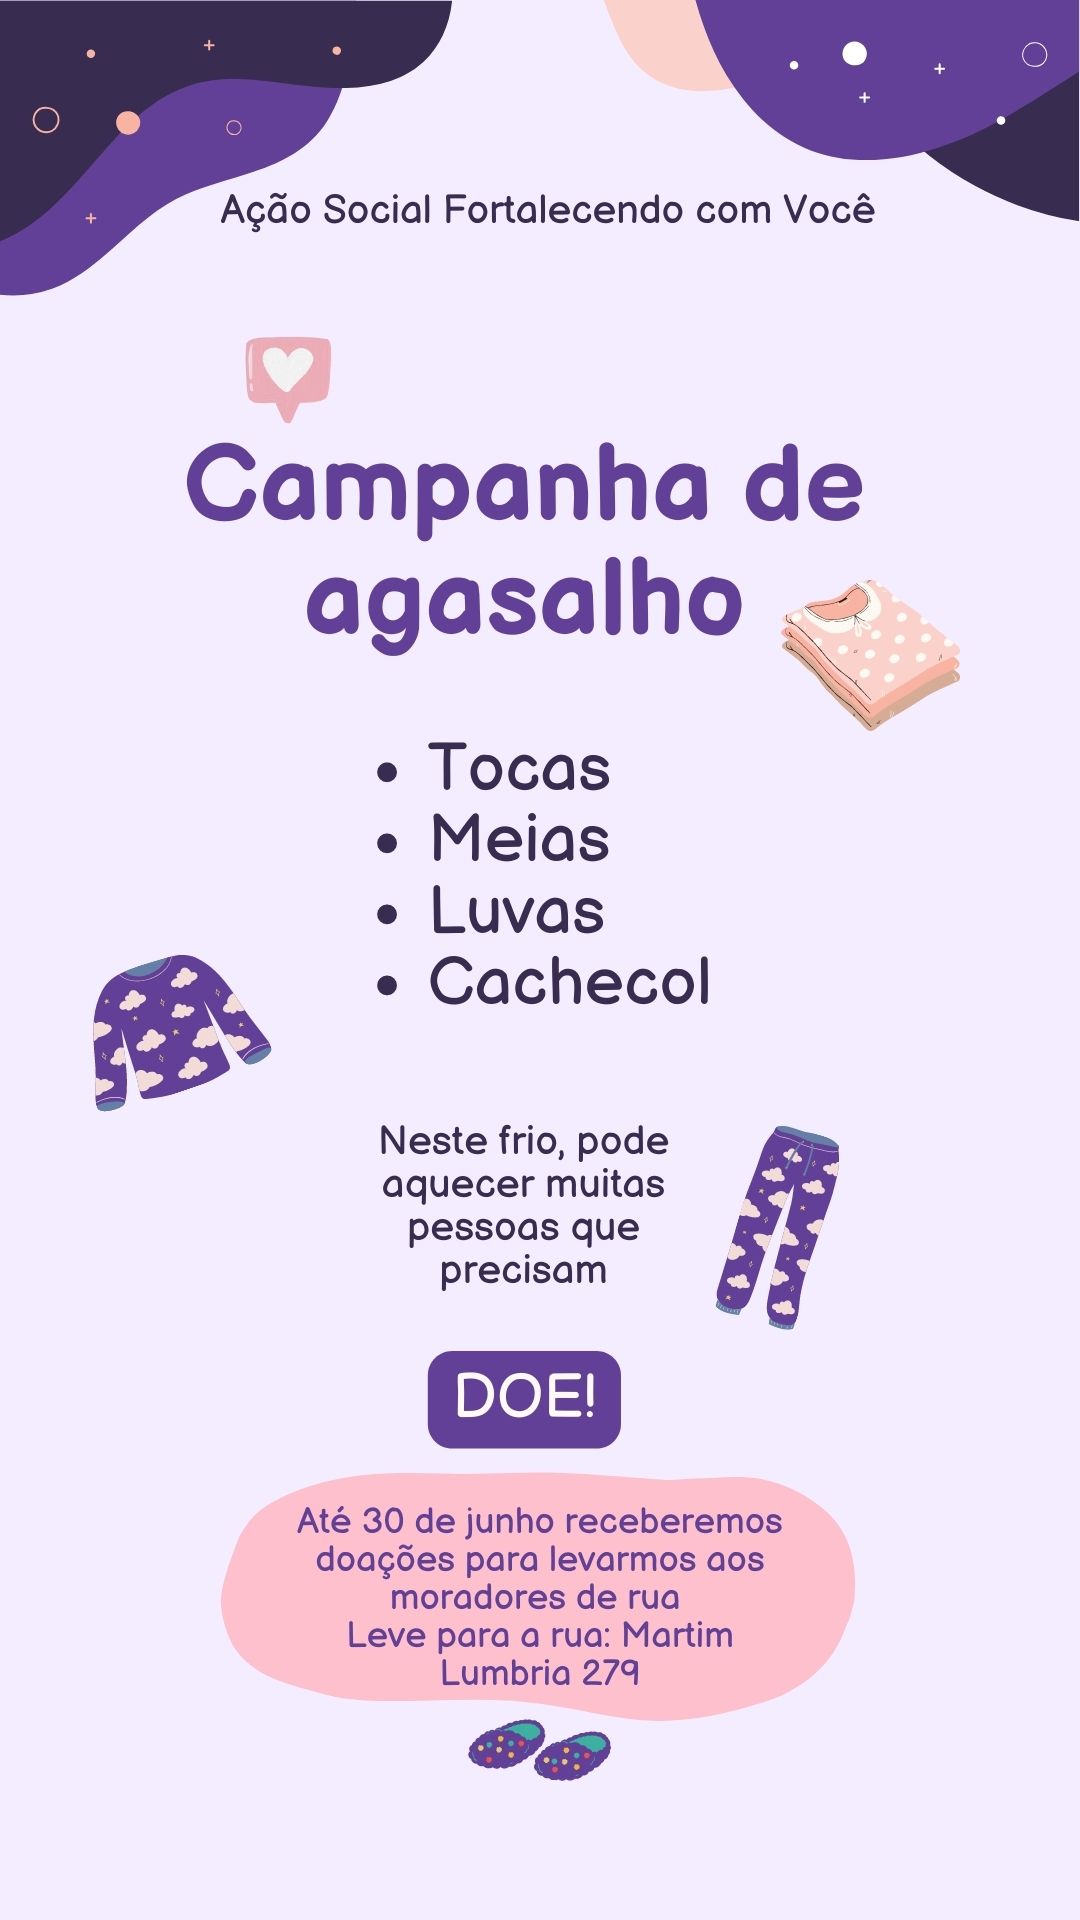 Ação Social Fortalecendo com Você
Campanha de
agasalho
• Tocas
• Meias
• Luvas
• Cachecol
Neste frio, pode
aquecer muitas
pessoas que
precisam
DOE!
Até 30 de junho receberemos
doações para levarmos aos
moradores de rua
Leve para a rua: Martim
Lumbria 279